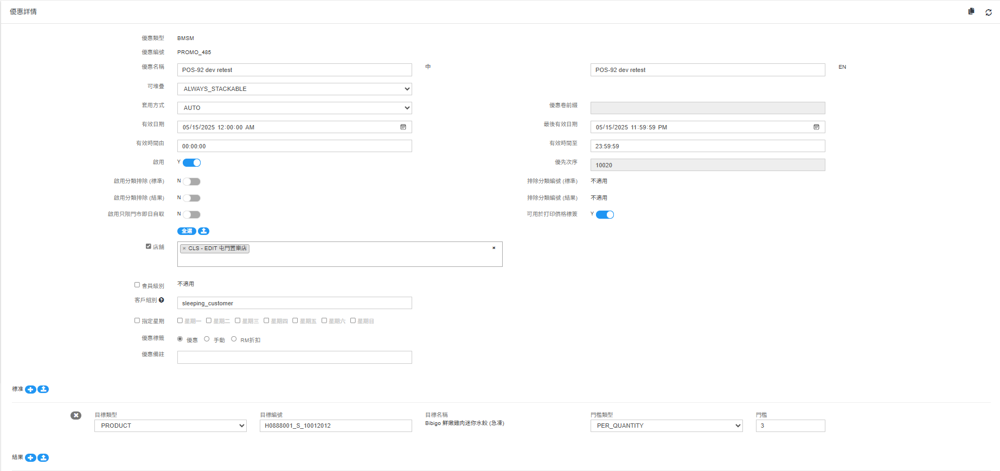 優惠詳情
優惠類型 BMSM
優惠編號 PROMO_485
優惠名稱 POS-92 dev retest 中 POS-92 dev retest EN
可堆疊 ALWAYS_STACKABLE
套用方式 AUTO 優惠卷前綴
有效日期 05/15/2025 12:00:00 AM 最後有效日期 05/15/2025 11:59:59 PM
有效時間由 00:00:00 有效時間至 23:59:59
啟用 Y 優先次序 10020
啟用分類排除 (標準) N 排除分類編號 (標準) 不適用
啟用分類排除 (結果) N 排除分類編號 (結果) 不適用
啟用只限門市即日自取 N 可用於打印價格標簽 Y
全選
店舖 × CLS - EDIT 屯門置樂店 ×
會員級別 不適用
客戶組別 sleeping_customer
指定星期 星期一 星期二 星期三 星期四 星期五 星期六 星期日
優惠標籤 優惠 手動 RM折扣
優惠備註
標准
目標類型 目標編號 目標名稱 門檻類型 門檻
PRODUCT H0888001_S_10012012 Bibigo 鮮嫩雞肉迷你水餃 (急凍) PER_QUANTITY 3
結果